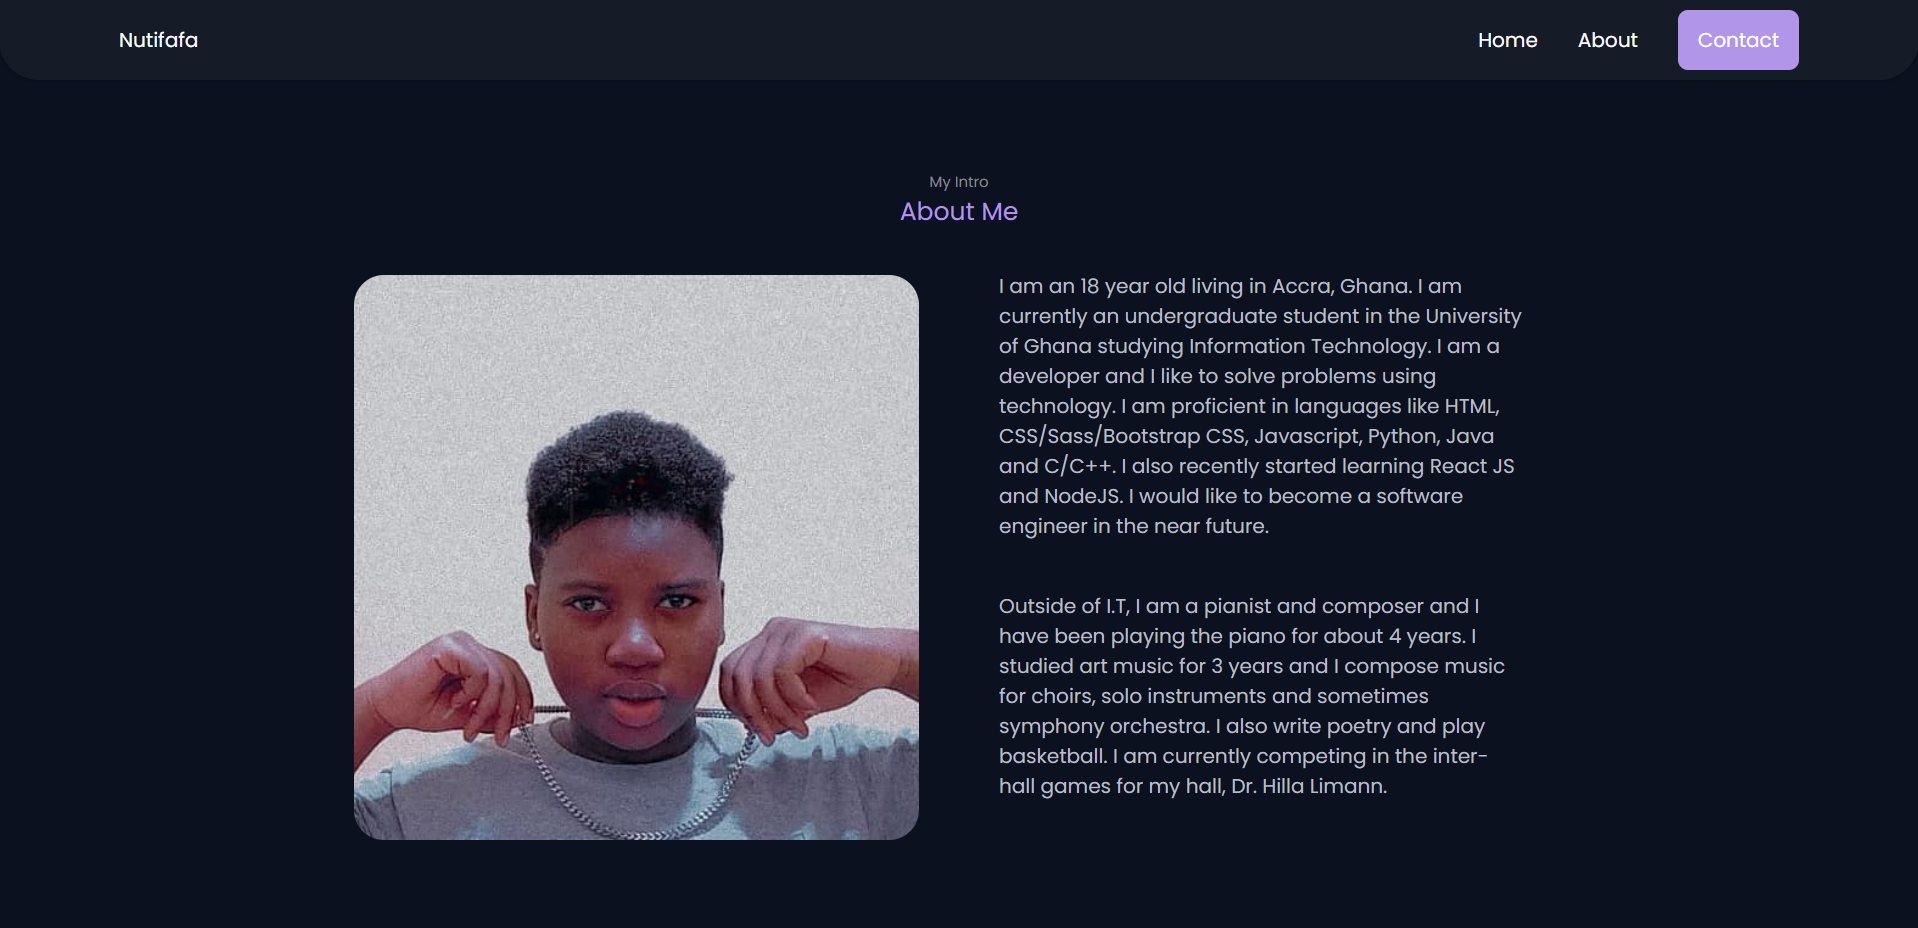 Nutifafa
Home
About
Contact
My Intro
About Me
I am an 18 year old living in Accra, Ghana. I am
currently an undergraduate student in the University
of Ghana studying Information Technology. I am a
developer and I like to solve problems using
technology. I am proficient in languages like HTML,
CSS/Sass/Bootstrap CSS, Javascript, Python, Java
and C/C++. I also recently started learning React JS
and NodeJS. I would like to become a software
engineer in the near future.
Outside of I.T, I am a pianist and composer and I
have been playing the piano for about 4 years. I
studied art music for 3 years and I compose music
for choirs, solo instruments and sometimes
symphony orchestra. I also write poetry and play
basketball. I am currently competing in the inter-
hall games for my hall, Dr. Hilla Limann.